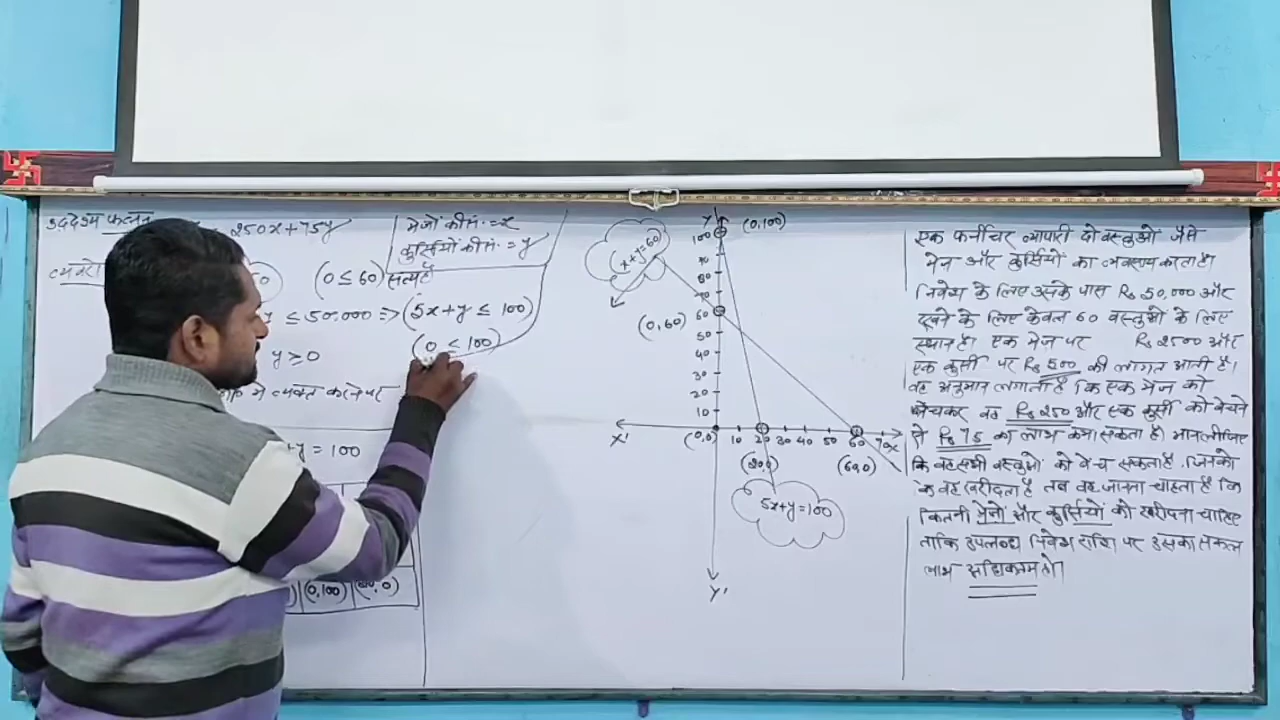 उद्देश्य फलन
250x+75y
मेजों की सं. = x
कुर्सियों की सं. = y
(0 ≤ 60) सत्य है
y ≤ 50,000 => (5x+y ≤ 100)
(0 ≤ 100)
y ≥ 0
में व्यक्त करने पर
y = 100
(0,100)
x+y=60
Y
(0,100)
100
90
80
70
60
50
40
30
20
10
(0,60)
X'
(0,0)
10 20 30 40 50 60 70 X
(20,0)
(60,0)
5x+y=100
Y'
एक फर्नीचर व्यापारी दो वस्तुओं जैसे
मेज और कुर्सियों का व्यवसाय करता है।
निवेश के लिए उसके पास Rs 50,000 और
रखने के लिए केवल 60 वस्तुओं के लिए
स्थान है। एक मेज पर Rs 2500 और
एक कुर्सी पर Rs 500 की लागत आती है।
वह अनुमान लगाता है कि एक मेज को
बेंचकर वह Rs 250 और एक कुर्सी को बेचने
से Rs 75 का लाभ कमा सकता है। मान लीजिए
कि वह सभी वस्तुओं को बेच सकता है जिनको
के वह खरीदता है तब वह जानना चाहता है कि
कितनी मेजों और कुर्सियों को खरीदना चाहिए
ताकि उपलब्ध निवेश राशि पर उसका सकल
लाभ अधिकतम हो।